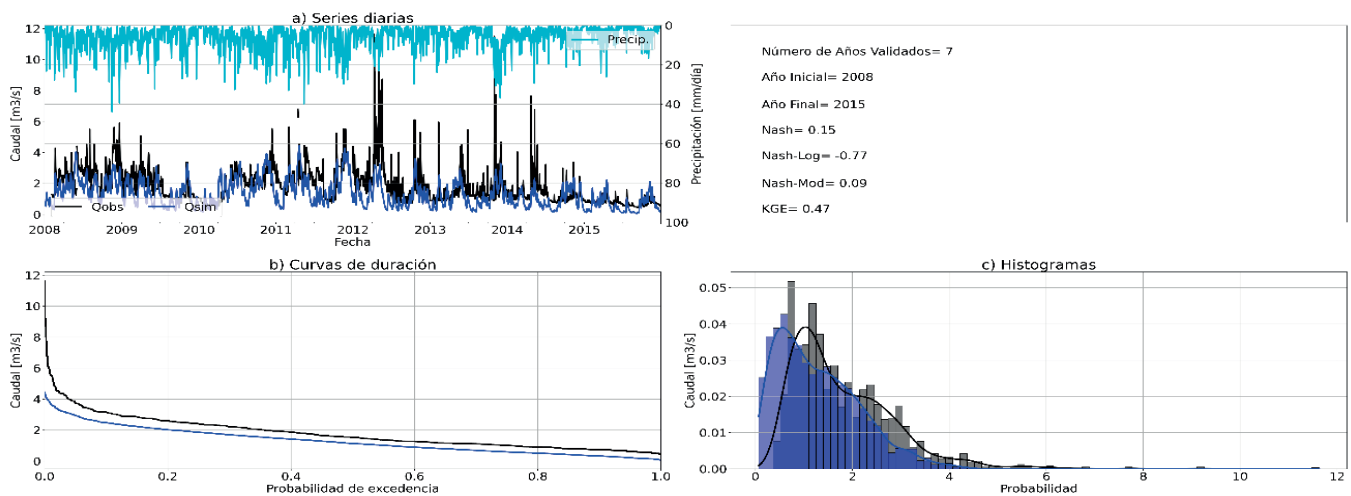 a) Series diarias
12
10
8
6
4
2
0
Caudal [m3/s]
0
20
40
60
80
100
Precipitación [mm/día]
Precip.
Qobs
Qsim
2008
2009
2010
2011
2012
2013
2014
2015
Fecha
Número de Años Validados= 7
Año Inicial= 2008
Año Final= 2015
Nash= 0.15
Nash-Log= -0.77
Nash-Mod= 0.09
KGE= 0.47
b) Curvas de duración
12
10
8
6
4
2
0
Caudal [m3/s]
0.0
0.2
0.4
0.6
0.8
1.0
Probabilidad de excedencia
c) Histogramas
0.05
0.04
0.03
0.02
0.01
0.00
Caudal [m3/s]
0
2
4
6
8
10
12
Probabilidad